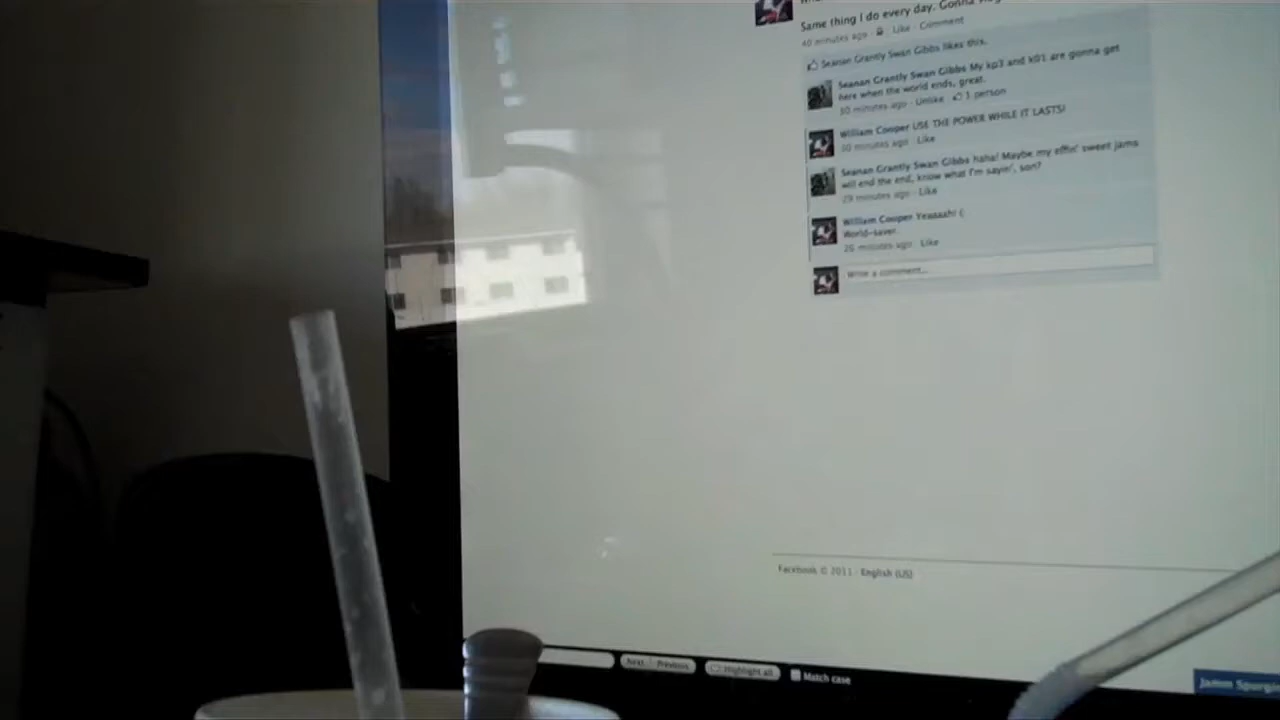 Same thing I do every day. Gonna
40 minutes ago · Like · Comment
Seanan Grantly Swan Gibbs likes this.
Seanan Grantly Swan Gibbs My kp3 and k01 are gonna get
here when the world ends, great.
30 minutes ago · Unlike · 1 person
William Cooper USE THE POWER WHILE IT LASTS!
30 minutes ago · Like
Seanan Grantly Swan Gibbs haha! Maybe my effin' sweet jams
will end the end, know what I'm sayin', son?
29 minutes ago · Like
William Cooper Yeaaaah! (
World-saver.
26 minutes ago · Like
Write a comment...
Facebook © 2011 · English (US)
Next Previous Highlight all Match case